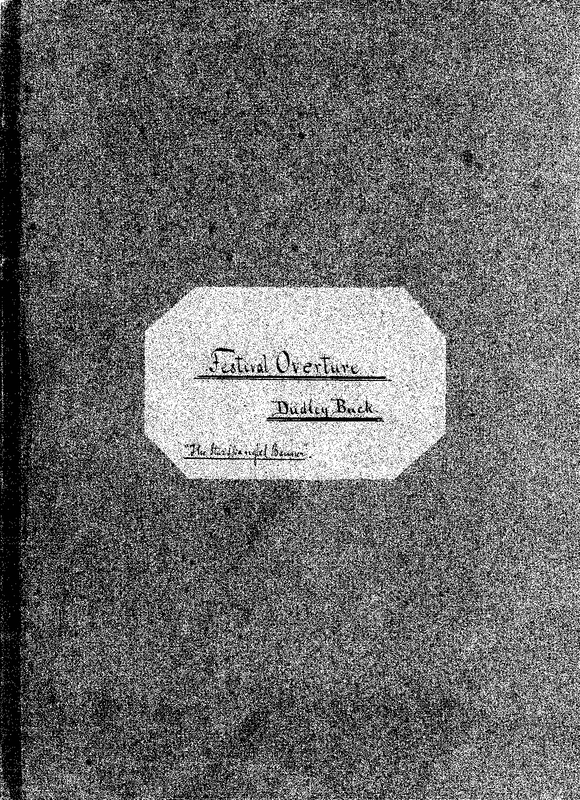 Festival Overture
Dudley Buck
"The Star Spangled Banner".